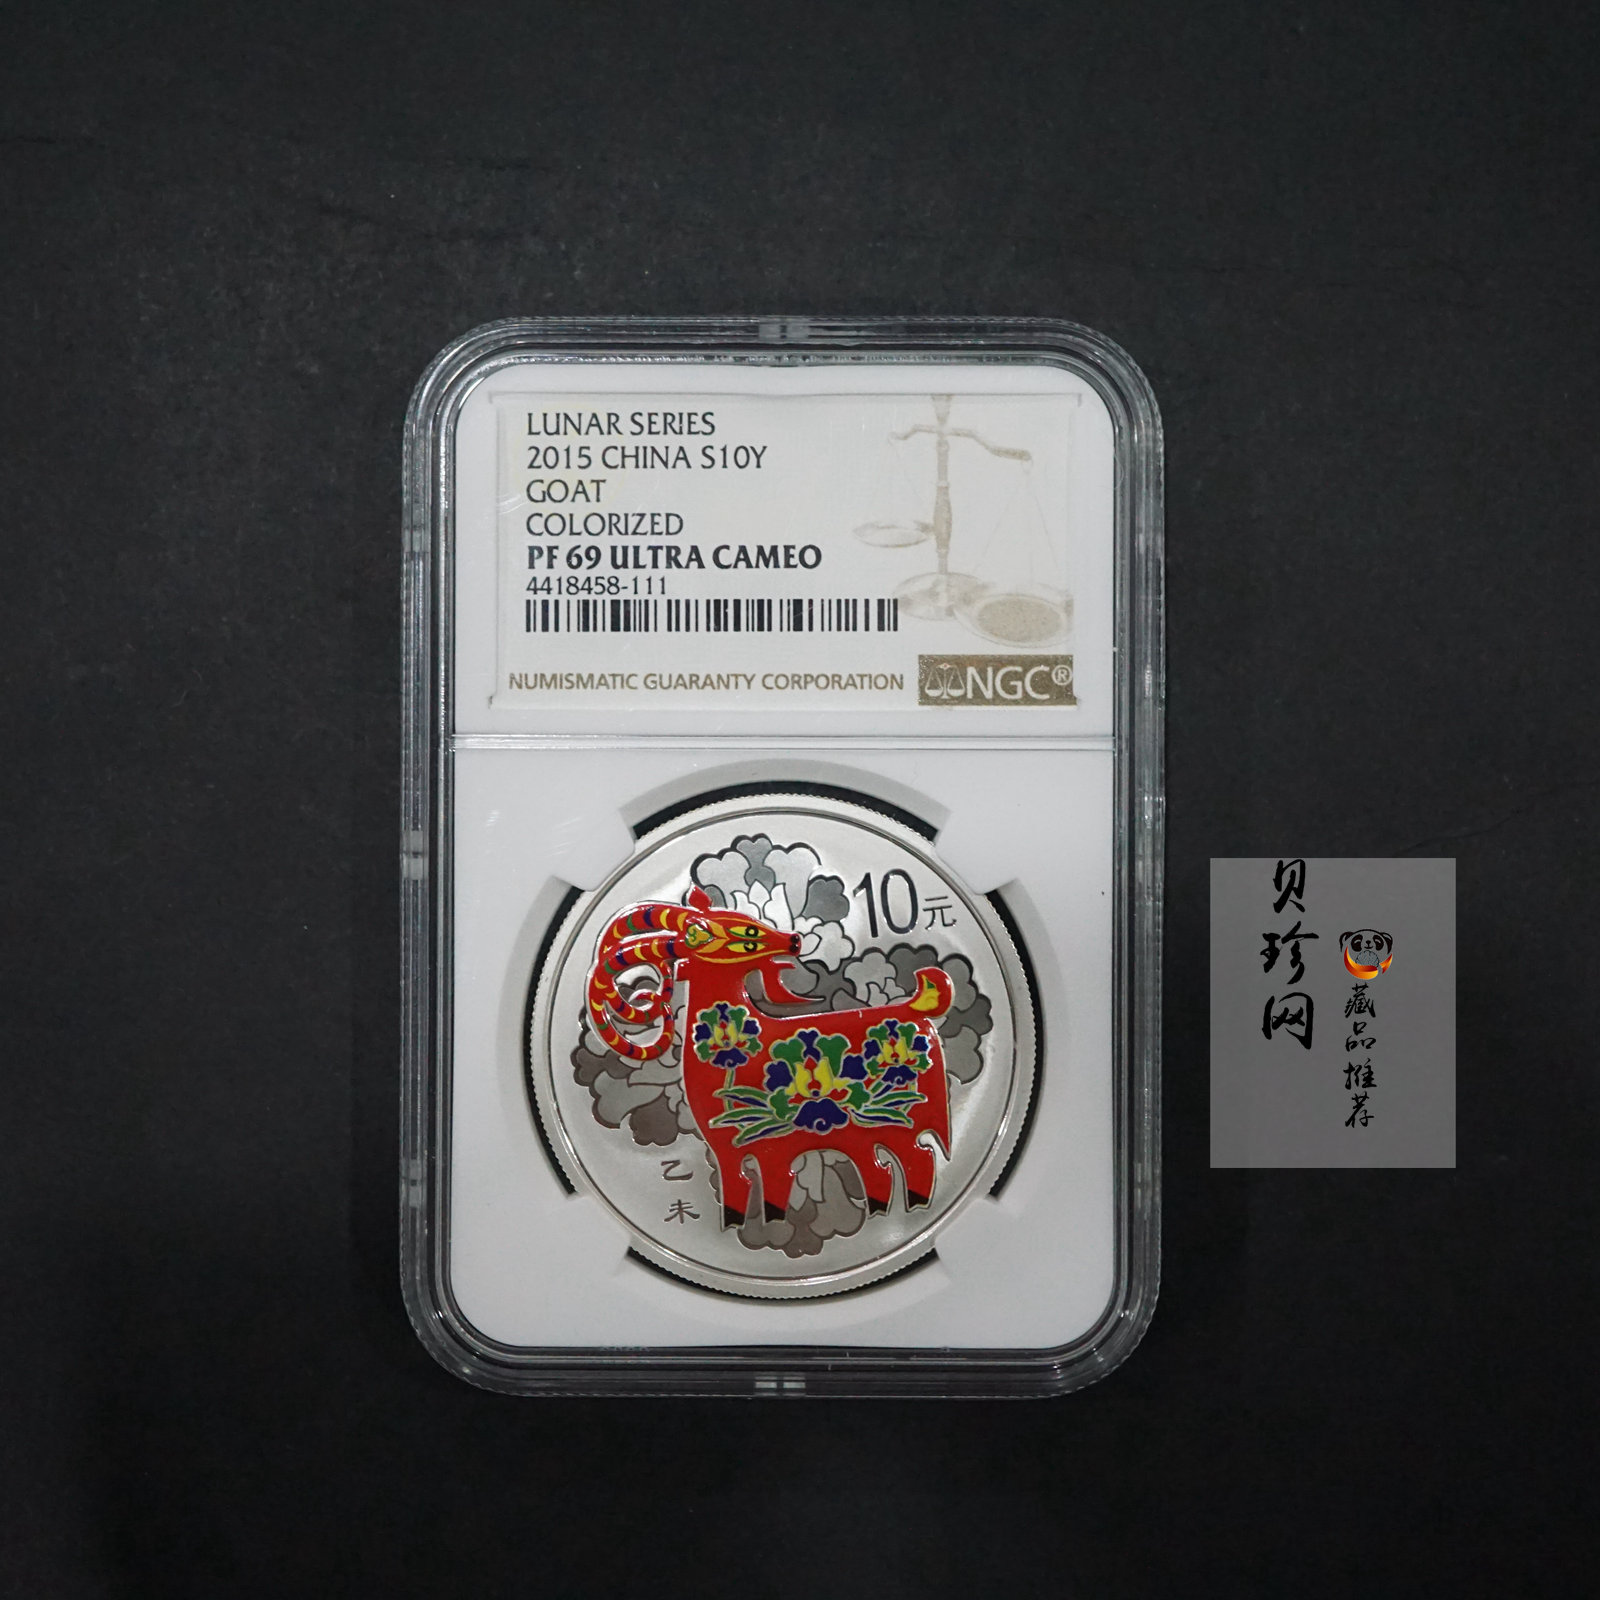 LUNAR SERIES
2015 CHINA S10Y
GOAT
COLORIZED
PF 69 ULTRA CAMEO
4418458-111
NUMISMATIC GUARANTY CORPORATION
NGC®
10元
乙
未
贝珍网
藏品推荐